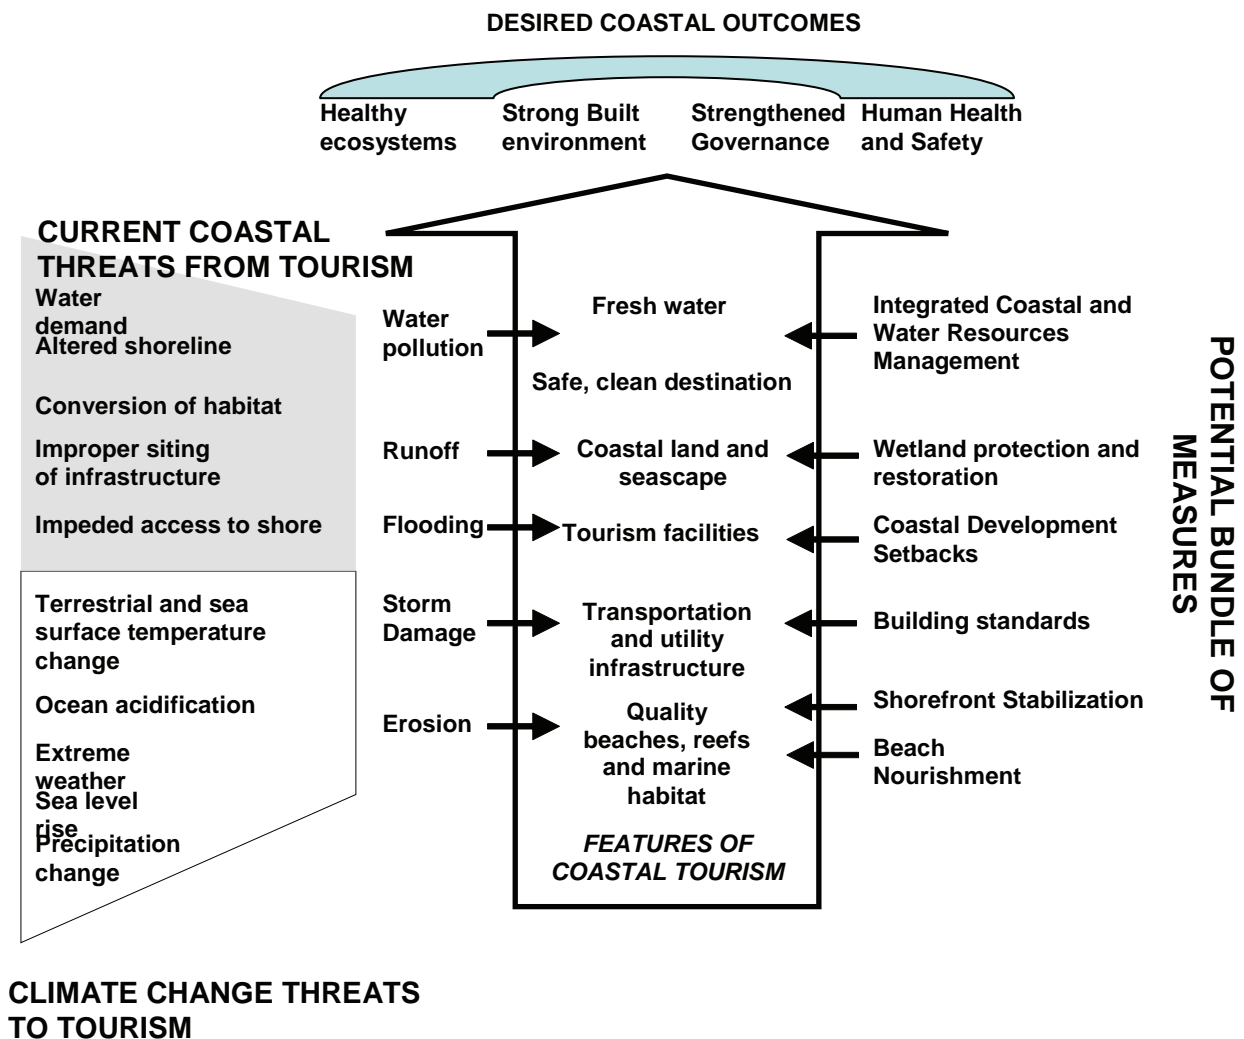 DESIRED COASTAL OUTCOMES
Healthy
ecosystems
Strong Built
environment
Strengthened
Governance
Human Health
and Safety
CURRENT COASTAL
THREATS FROM TOURISM
Water
demand
Altered shoreline
Conversion of habitat
Improper siting
of infrastructure
Impeded access to shore
Terrestrial and sea
surface temperature
change
Ocean acidification
Extreme
weather
Sea level
rise
Precipitation
change
CLIMATE CHANGE THREATS
TO TOURISM
Water
pollution
Runoff
Flooding
Storm
Damage
Erosion
Fresh water
Safe, clean destination
Coastal land and
seascape
Tourism facilities
Transportation
and utility
infrastructure
Quality
beaches, reefs
and marine
habitat
FEATURES OF
COASTAL TOURISM
Integrated Coastal and
Water Resources
Management
Wetland protection and
restoration
Coastal Development
Setbacks
Building standards
Shorefront Stabilization
Beach
Nourishment
POTENTIAL BUNDLE OF
MEASURES